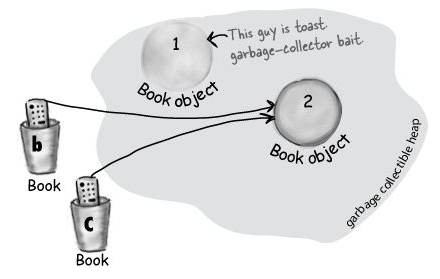 1
This guy is toast.
garbage-collector bait.
Book object
2
Book object
b
Book
c
Book
garbage collectible heap